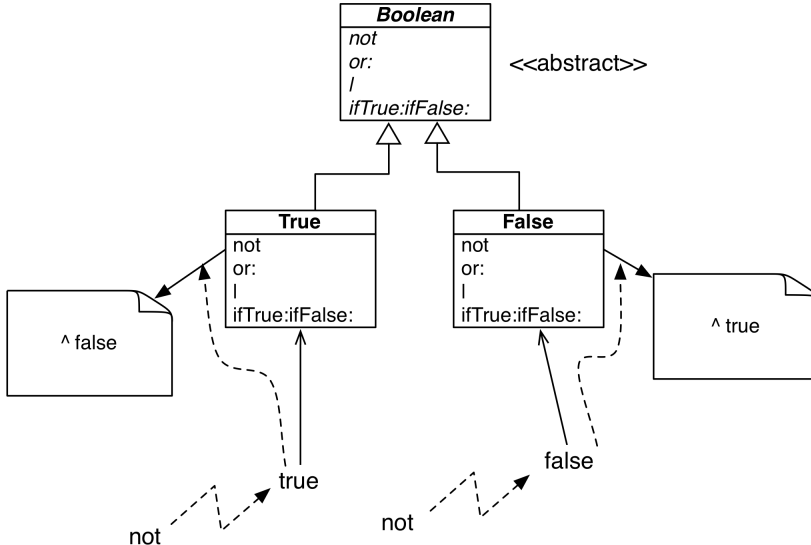 Boolean
not
or:
|
ifTrue:ifFalse:
<<abstract>>
True
not
or:
|
ifTrue:ifFalse:
False
not
or:
|
ifTrue:ifFalse:
^ false
^ true
true
false
not
not